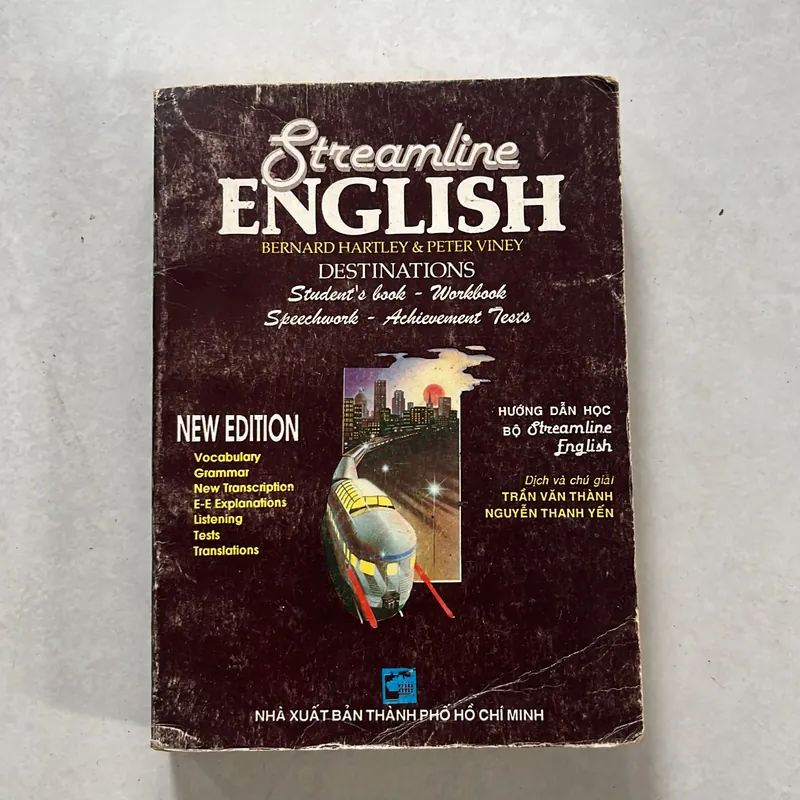 Streamline
ENGLISH
BERNARD HARTLEY & PETER VINEY
DESTINATIONS
Student's book - Workbook
Speechwork - Achievement Tests
NEW EDITION
Vocabulary
Grammar
New Transcription
E-E Explanations
Listening
Tests
Translations
HƯỚNG DẪN HỌC
BỘ Streamline
English
Dịch và chú giải
TRẦN VĂN THÀNH
NGUYỄN THANH YẾN
NHÀ XUẤT BẢN THÀNH PHỐ HỒ CHÍ MINH